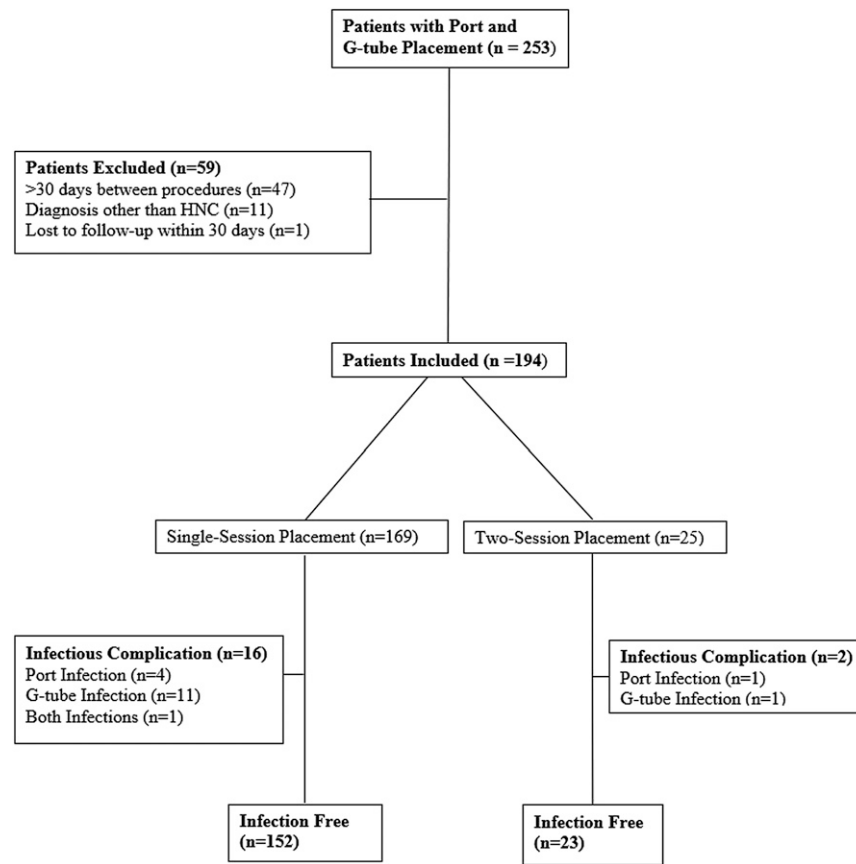 Patients with Port and
G-tube Placement (n = 253)
Patients Excluded (n=59)
>30 days between procedures (n=47)
Diagnosis other than HNC (n=11)
Lost to follow-up within 30 days (n=1)
Patients Included (n =194)
Single-Session Placement (n=169)
Two-Session Placement (n=25)
Infectious Complication (n=16)
Port Infection (n=4)
G-tube Infection (n=11)
Both Infections (n=1)
Infectious Complication (n=2)
Port Infection (n=1)
G-tube Infection (n=1)
Infection Free
(n=152)
Infection Free
(n=23)